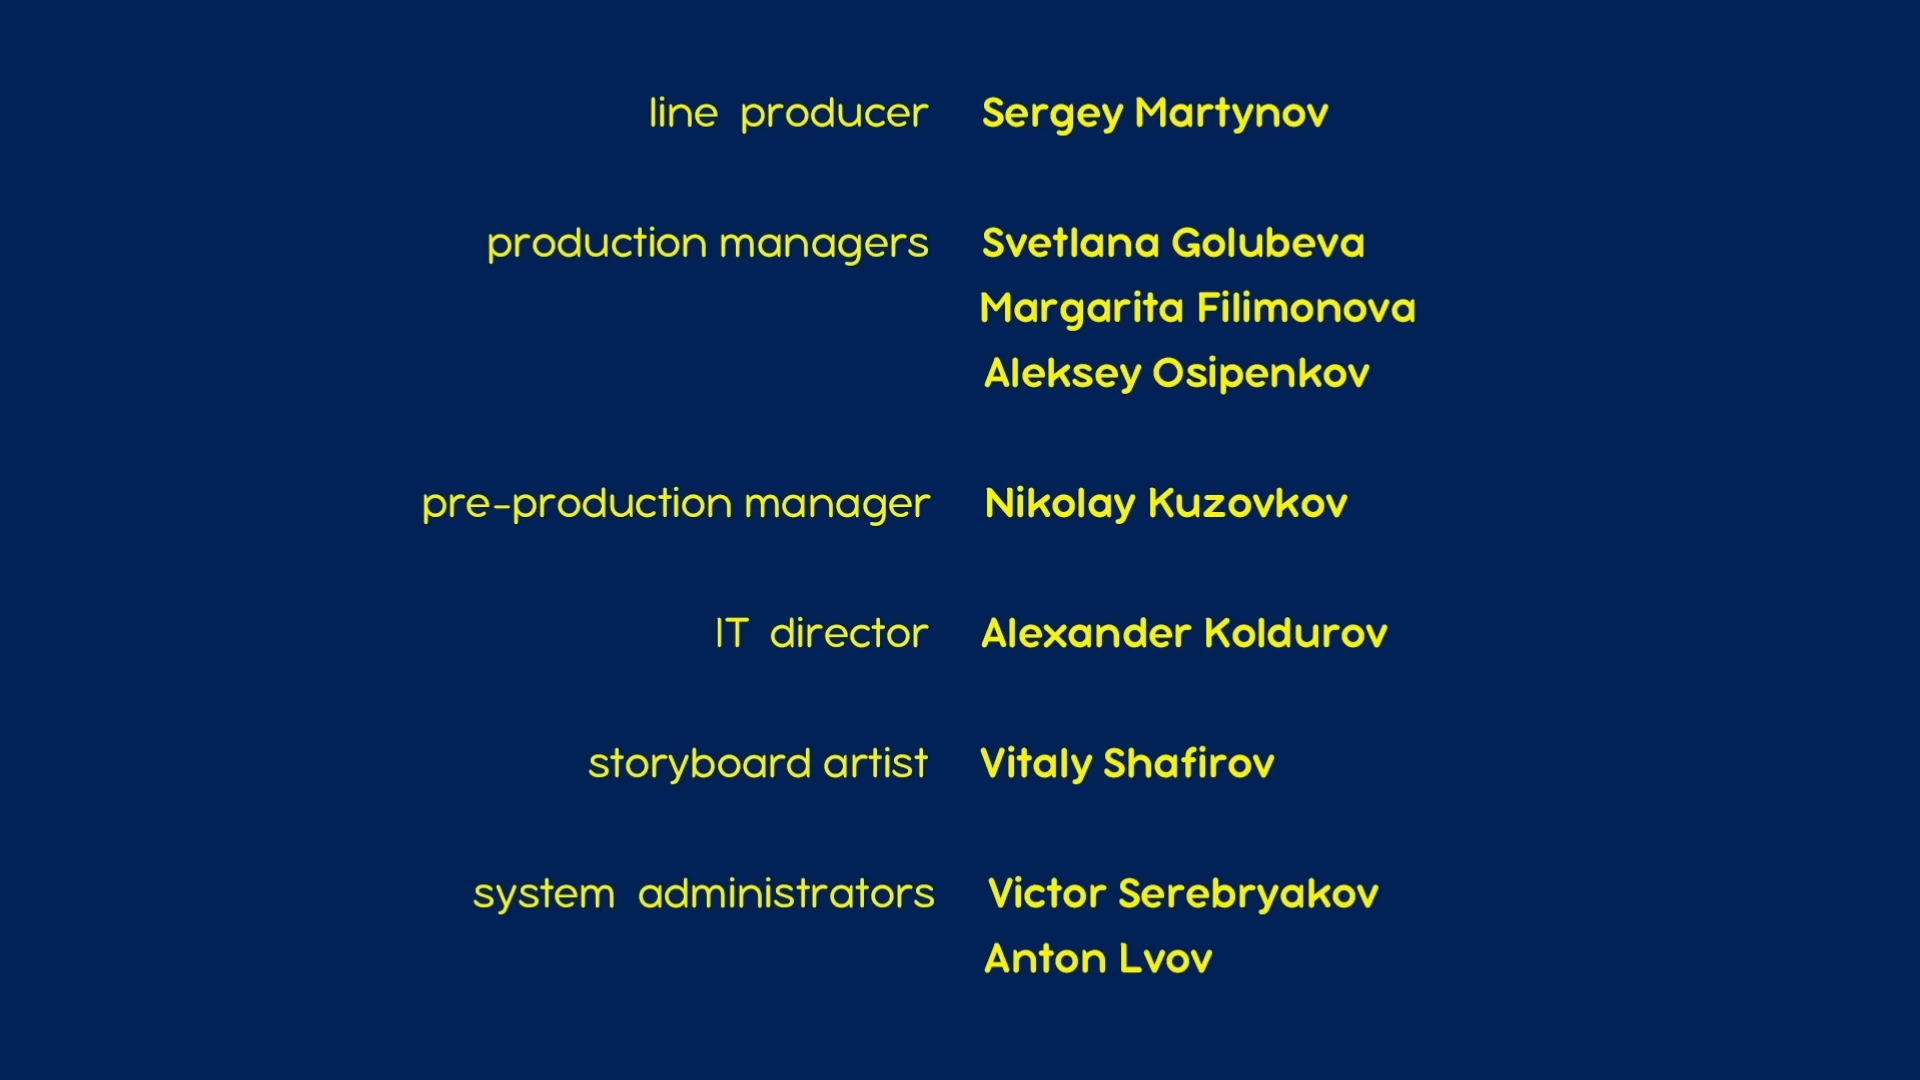 line producer Sergey Martynov
production managers Svetlana Golubeva
Margarita Filimonova
Aleksey Osipenkov
pre-production manager Nikolay Kuzovkov
IT director Alexander Koldurov
storyboard artist Vitaly Shafirov
system administrators Victor Serebryakov
Anton Lvov